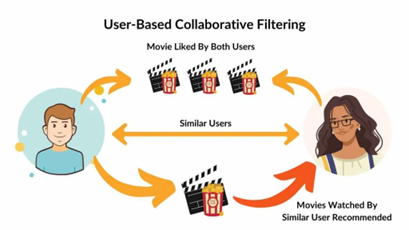 User-Based Collaborative Filtering
Movie Liked By Both Users
Similar Users
Movies Watched By
Similar User Recommended